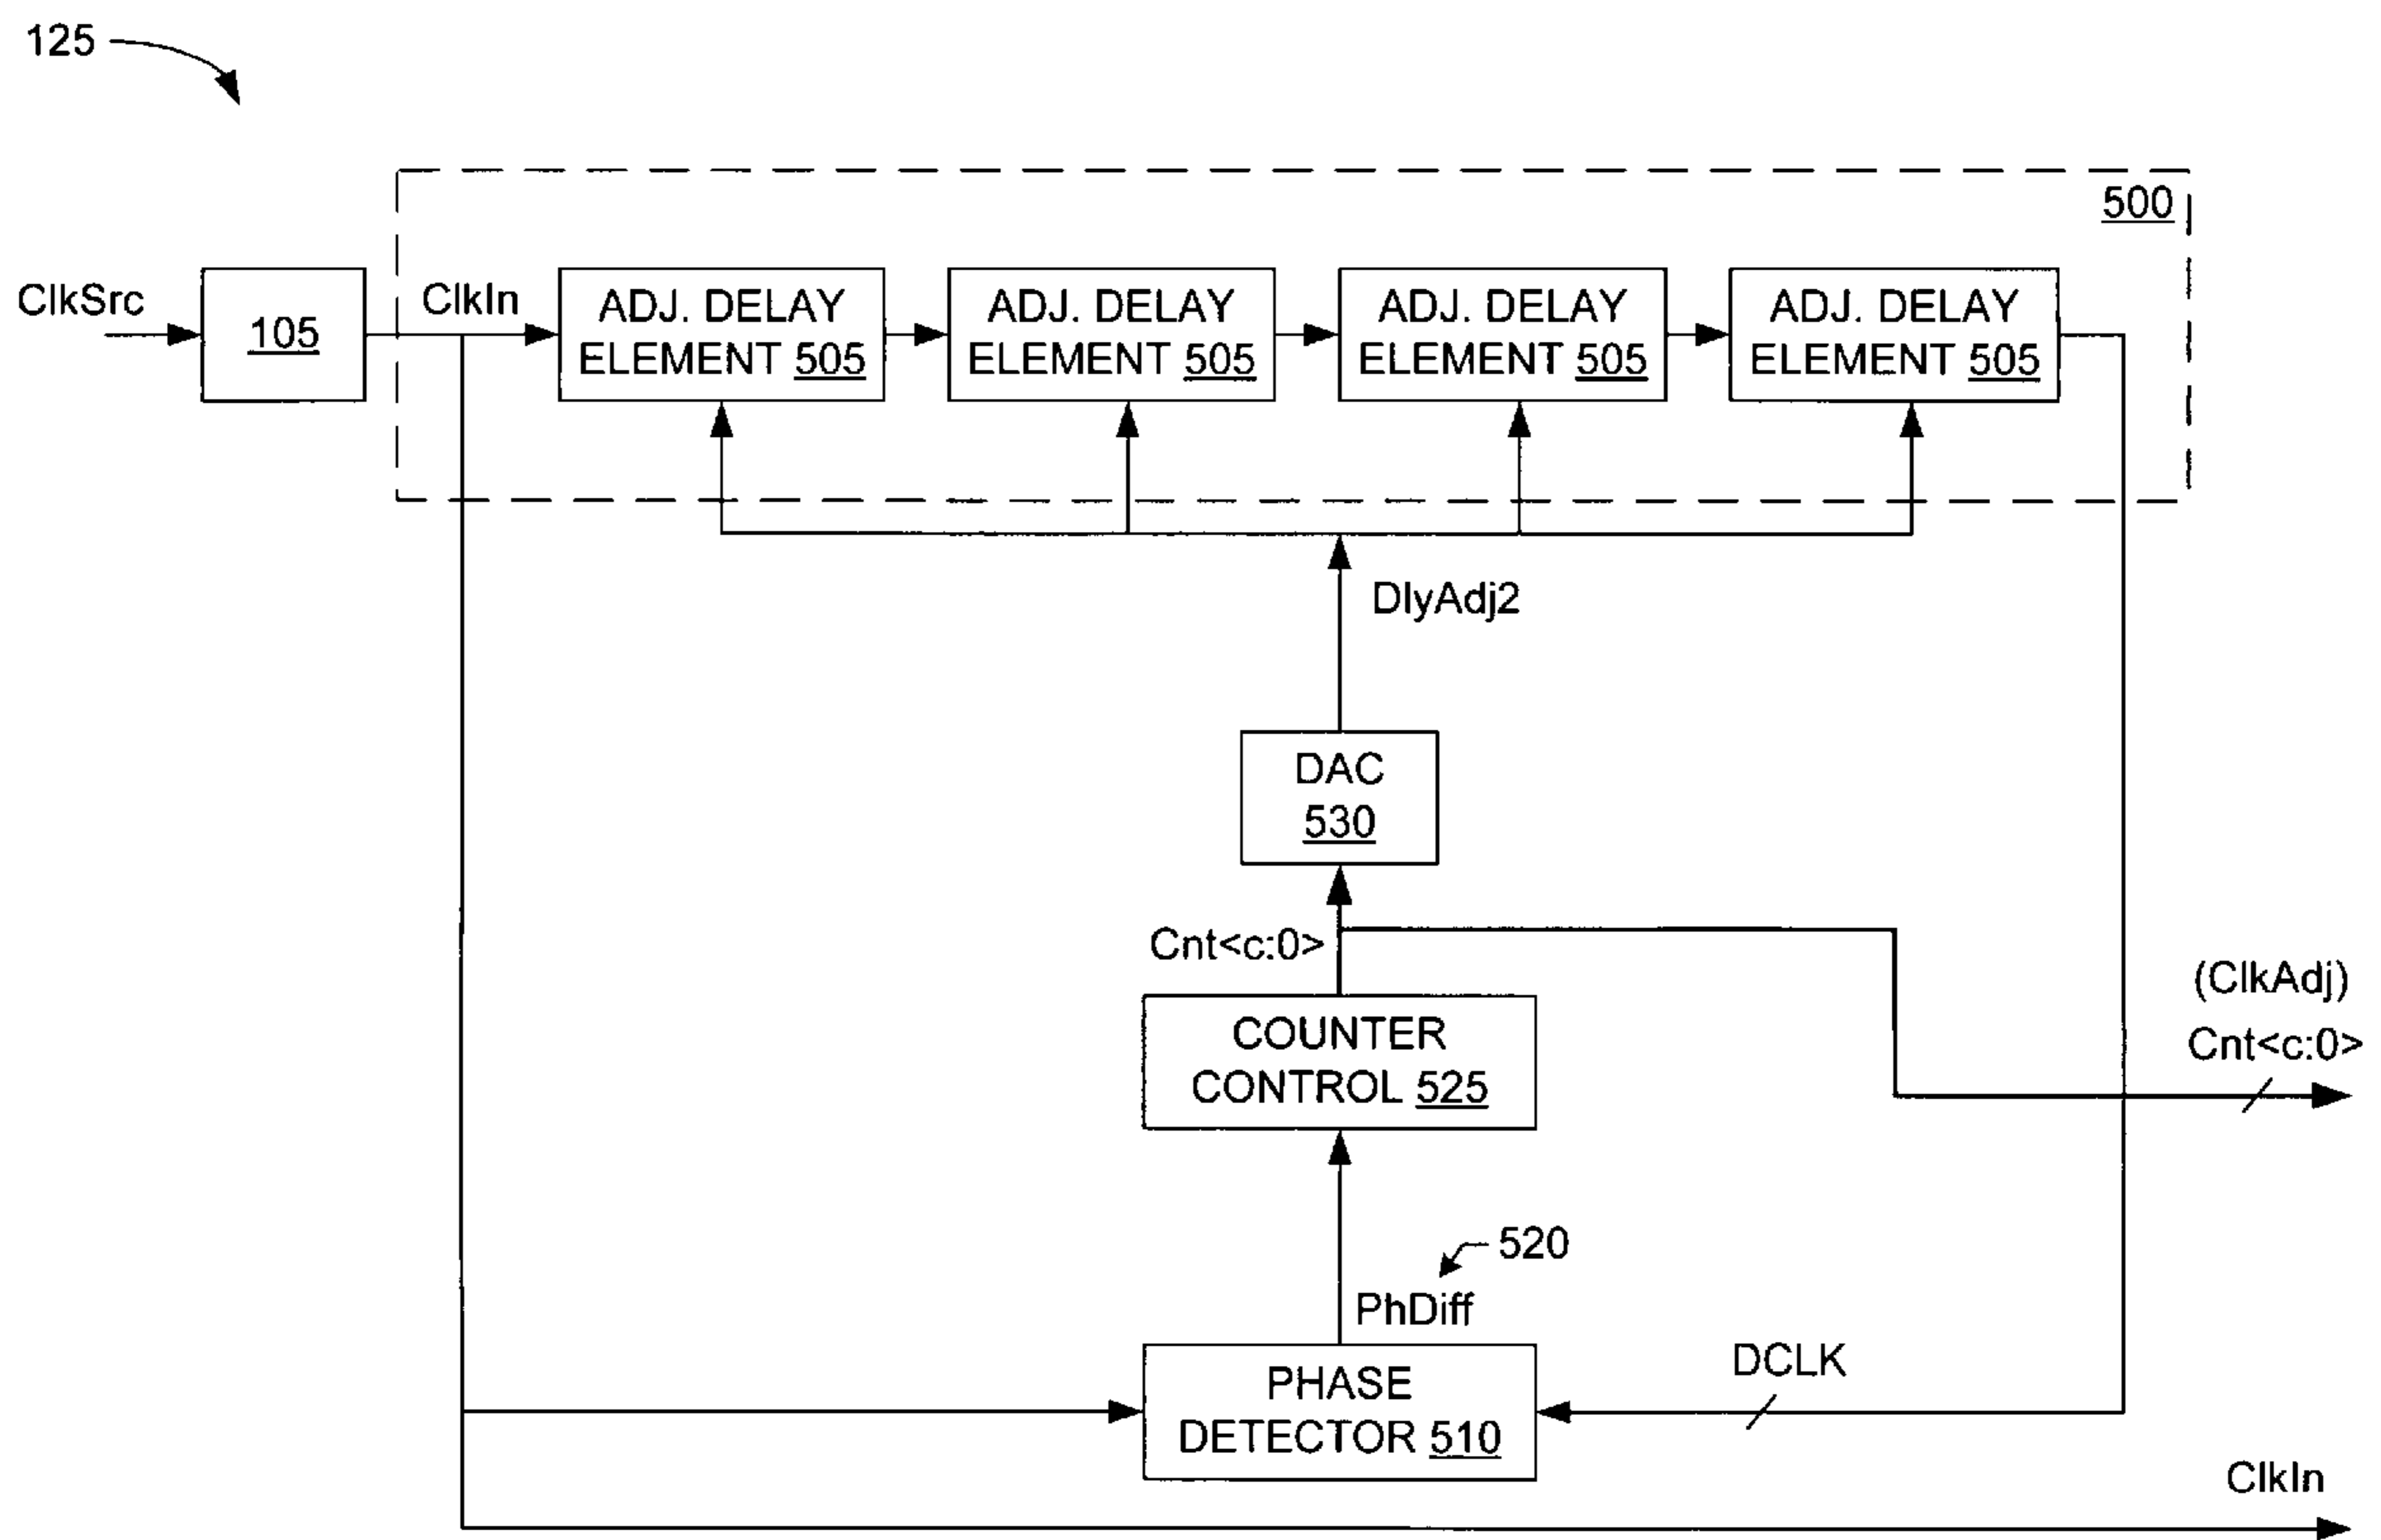 125
500
ClkSrc
105
ClkIn
ADJ. DELAY
ELEMENT 505
ADJ. DELAY
ELEMENT 505
ADJ. DELAY
ELEMENT 505
ADJ. DELAY
ELEMENT 505
DlyAdj2
DAC
530
Cnt<c:0>
(ClkAdj)
Cnt<c:0>
COUNTER
CONTROL 525
520
PhDiff
PHASE
DETECTOR 510
DCLK
ClkIn